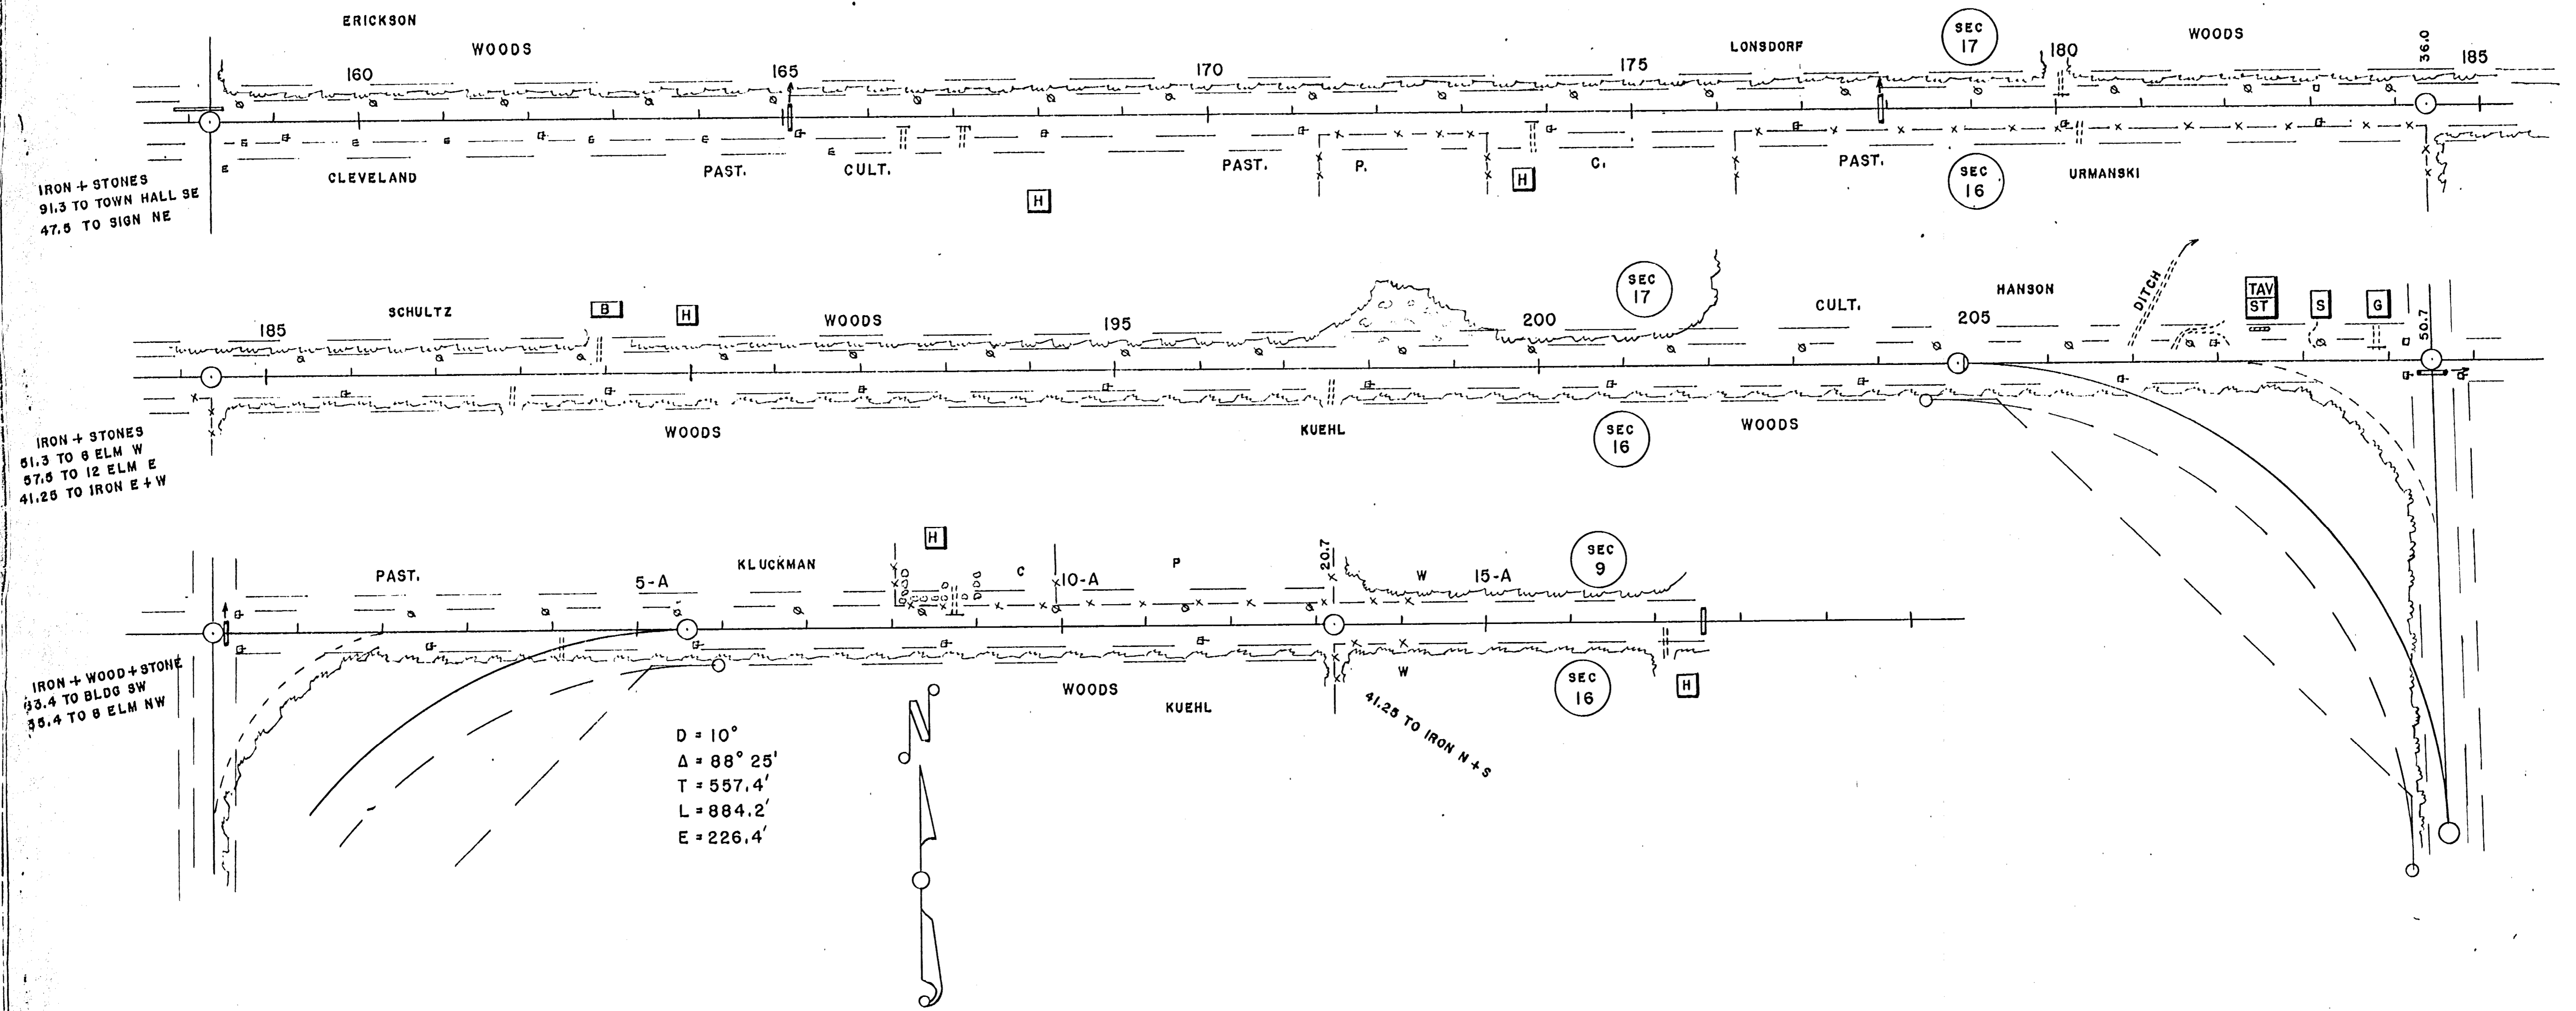 ERICKSON
WOODS
160
165
170
175
LONSDORF
SEC
17
180
WOODS
36.0
185
IRON + STONES
91.3 TO TOWN HALL SE
47.5 TO SIGN NE
E
E
E
E
E
E
E
CLEVELAND
PAST.
CULT.
H
PAST.
P.
H
C.
PAST.
SEC
16
URMANSKI
185
SCHULTZ
B
H
WOODS
195
SEC
17
200
CULT.
HANSON
205
DITCH
TAV
ST
S
G
50.7
IRON + STONES
51.3 TO 6 ELM W
57.5 TO 12 ELM E
41.25 TO IRON E + W
WOODS
KUEHL
SEC
16
WOODS
PAST.
5-A
KLUCKMAN
H
C
10-A
P
20.7
W
15-A
SEC
9
IRON + WOOD + STONE
33.4 TO BLDG SW
35.4 TO 8 ELM NW
WOODS
KUEHL
W
SEC
16
H
41.25 TO IRON N + S
D = 10°
Δ = 88° 25'
T = 557.4'
L = 884.2'
E = 226.4'
N